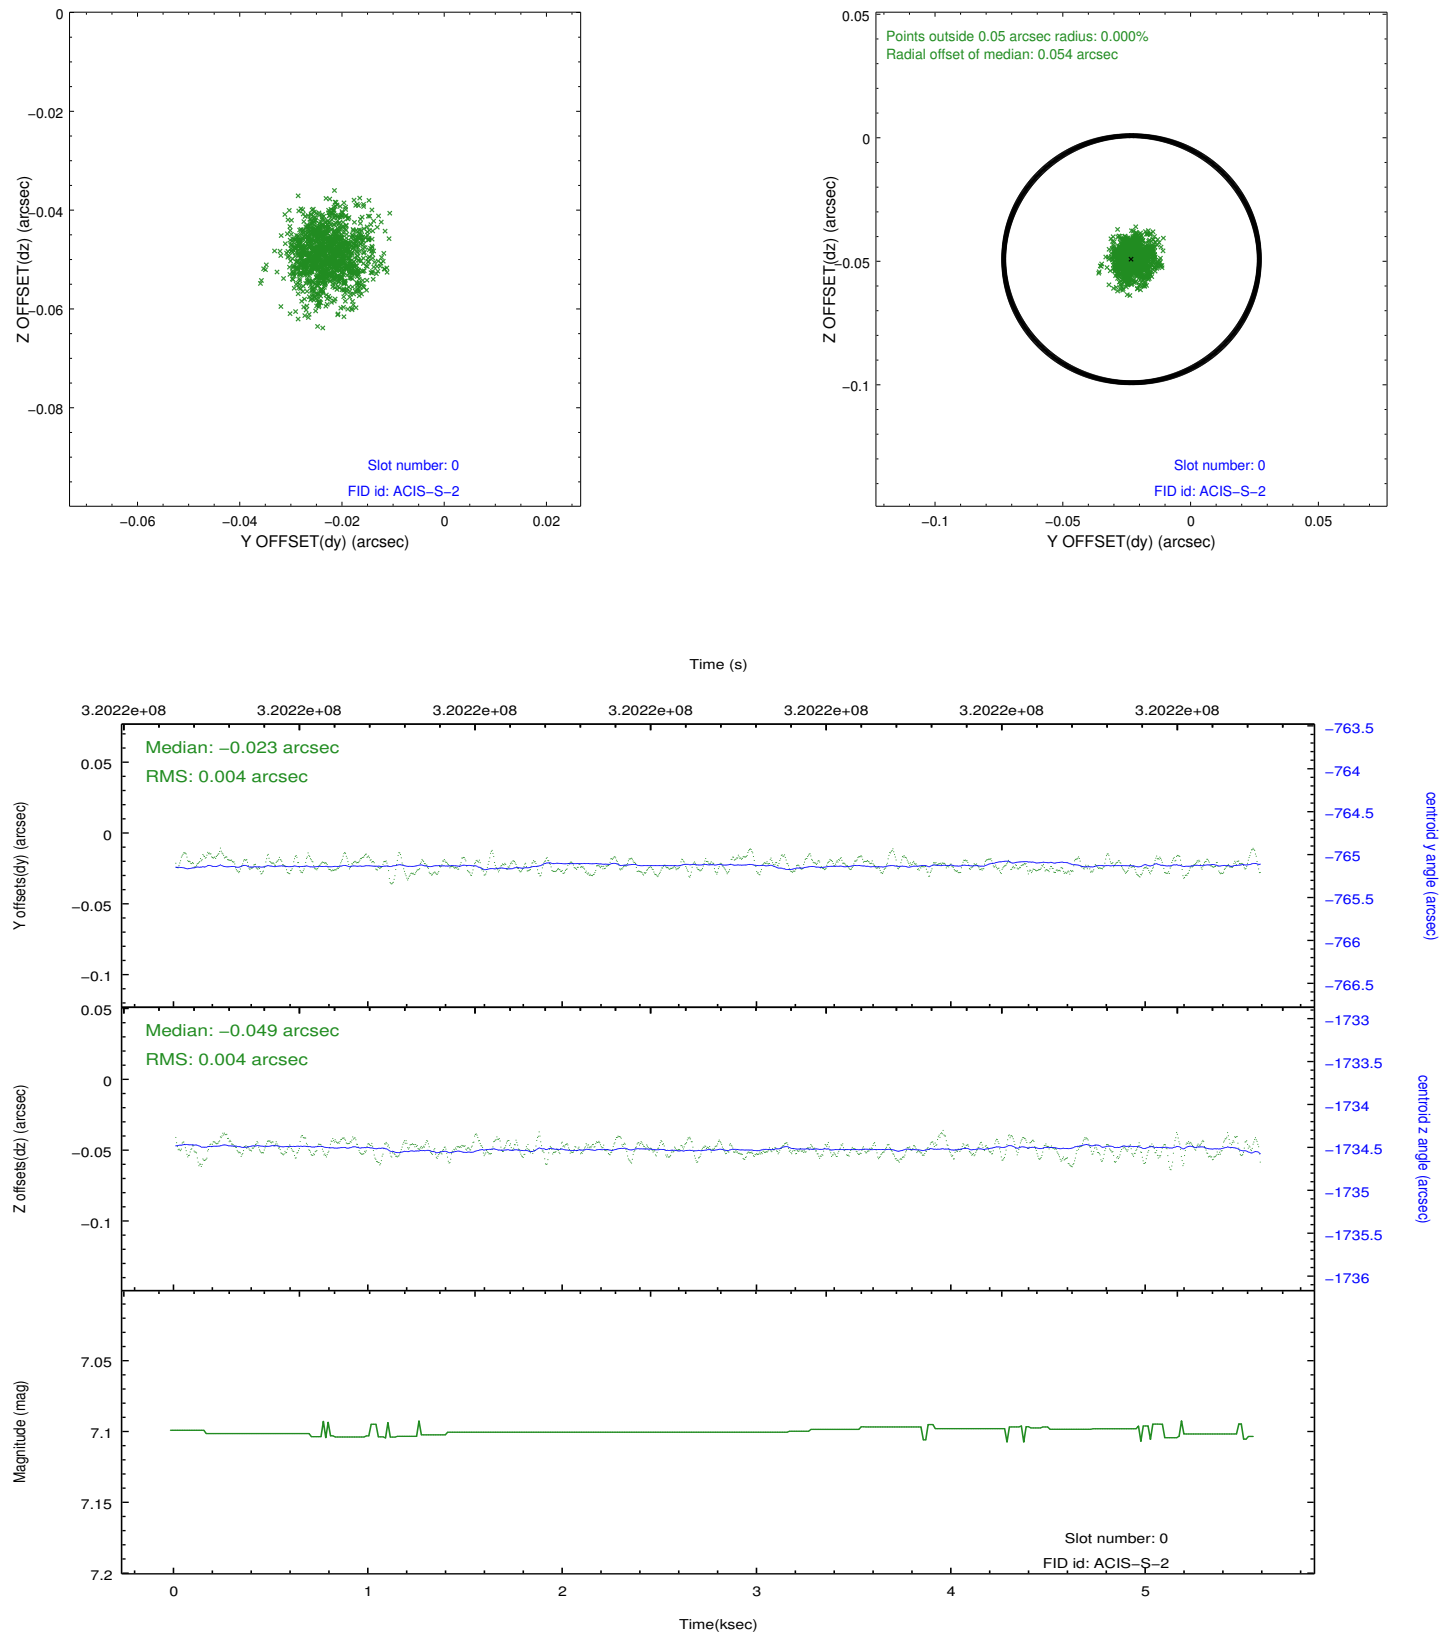 0
−0.02
−0.04
−0.06
−0.08
Z OFFSET(dz) (arcsec)
Slot number: 0
FID id: ACIS−S−2
−0.06
−0.04
−0.02
0
0.02
Y OFFSET(dy) (arcsec)
0.05
Points outside 0.05 arcsec radius: 0.000%
Radial offset of median: 0.054 arcsec
0
−0.05
−0.1
Z OFFSET(dz) (arcsec)
Slot number: 0
FID id: ACIS−S−2
−0.1
−0.05
0
0.05
Y OFFSET(dy) (arcsec)
Time (s)
3.2022e+08
3.2022e+08
3.2022e+08
3.2022e+08
3.2022e+08
3.2022e+08
3.2022e+08
Median: −0.023 arcsec
RMS: 0.004 arcsec
0.05
0
−0.05
−0.1
Y offsets(dy) (arcsec)
−763.5
−764
−764.5
−765
−765.5
−766
−766.5
centroid y angle (arcsec)
Median: −0.049 arcsec
RMS: 0.004 arcsec
0.05
0
−0.05
−0.1
Z offsets(dz) (arcsec)
−1733
−1733.5
−1734
−1734.5
−1735
−1735.5
−1736
centroid z angle (arcsec)
7.05
7.1
7.15
7.2
Magnitude (mag)
Slot number: 0
FID id: ACIS−S−2
0
1
2
3
4
5
Time(ksec)